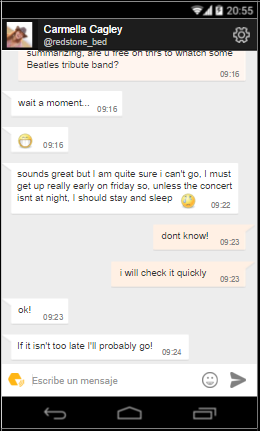 20:55
Carmella Cagley
@redstone_bed
summarizing, are u free on thrs to whatch some
Beatles tribute band?
09:16
wait a moment...
09:16
09:16
sounds great but I am quite sure i can't go, I must
get up really early on friday so, unless the concert
isnt at night, I should stay and sleep
09:22
dont know!
09:23
i will check it quickly
09:23
ok!
09:23
If it isn't too late I'll probably go!
09:24
Escribe un mensaje